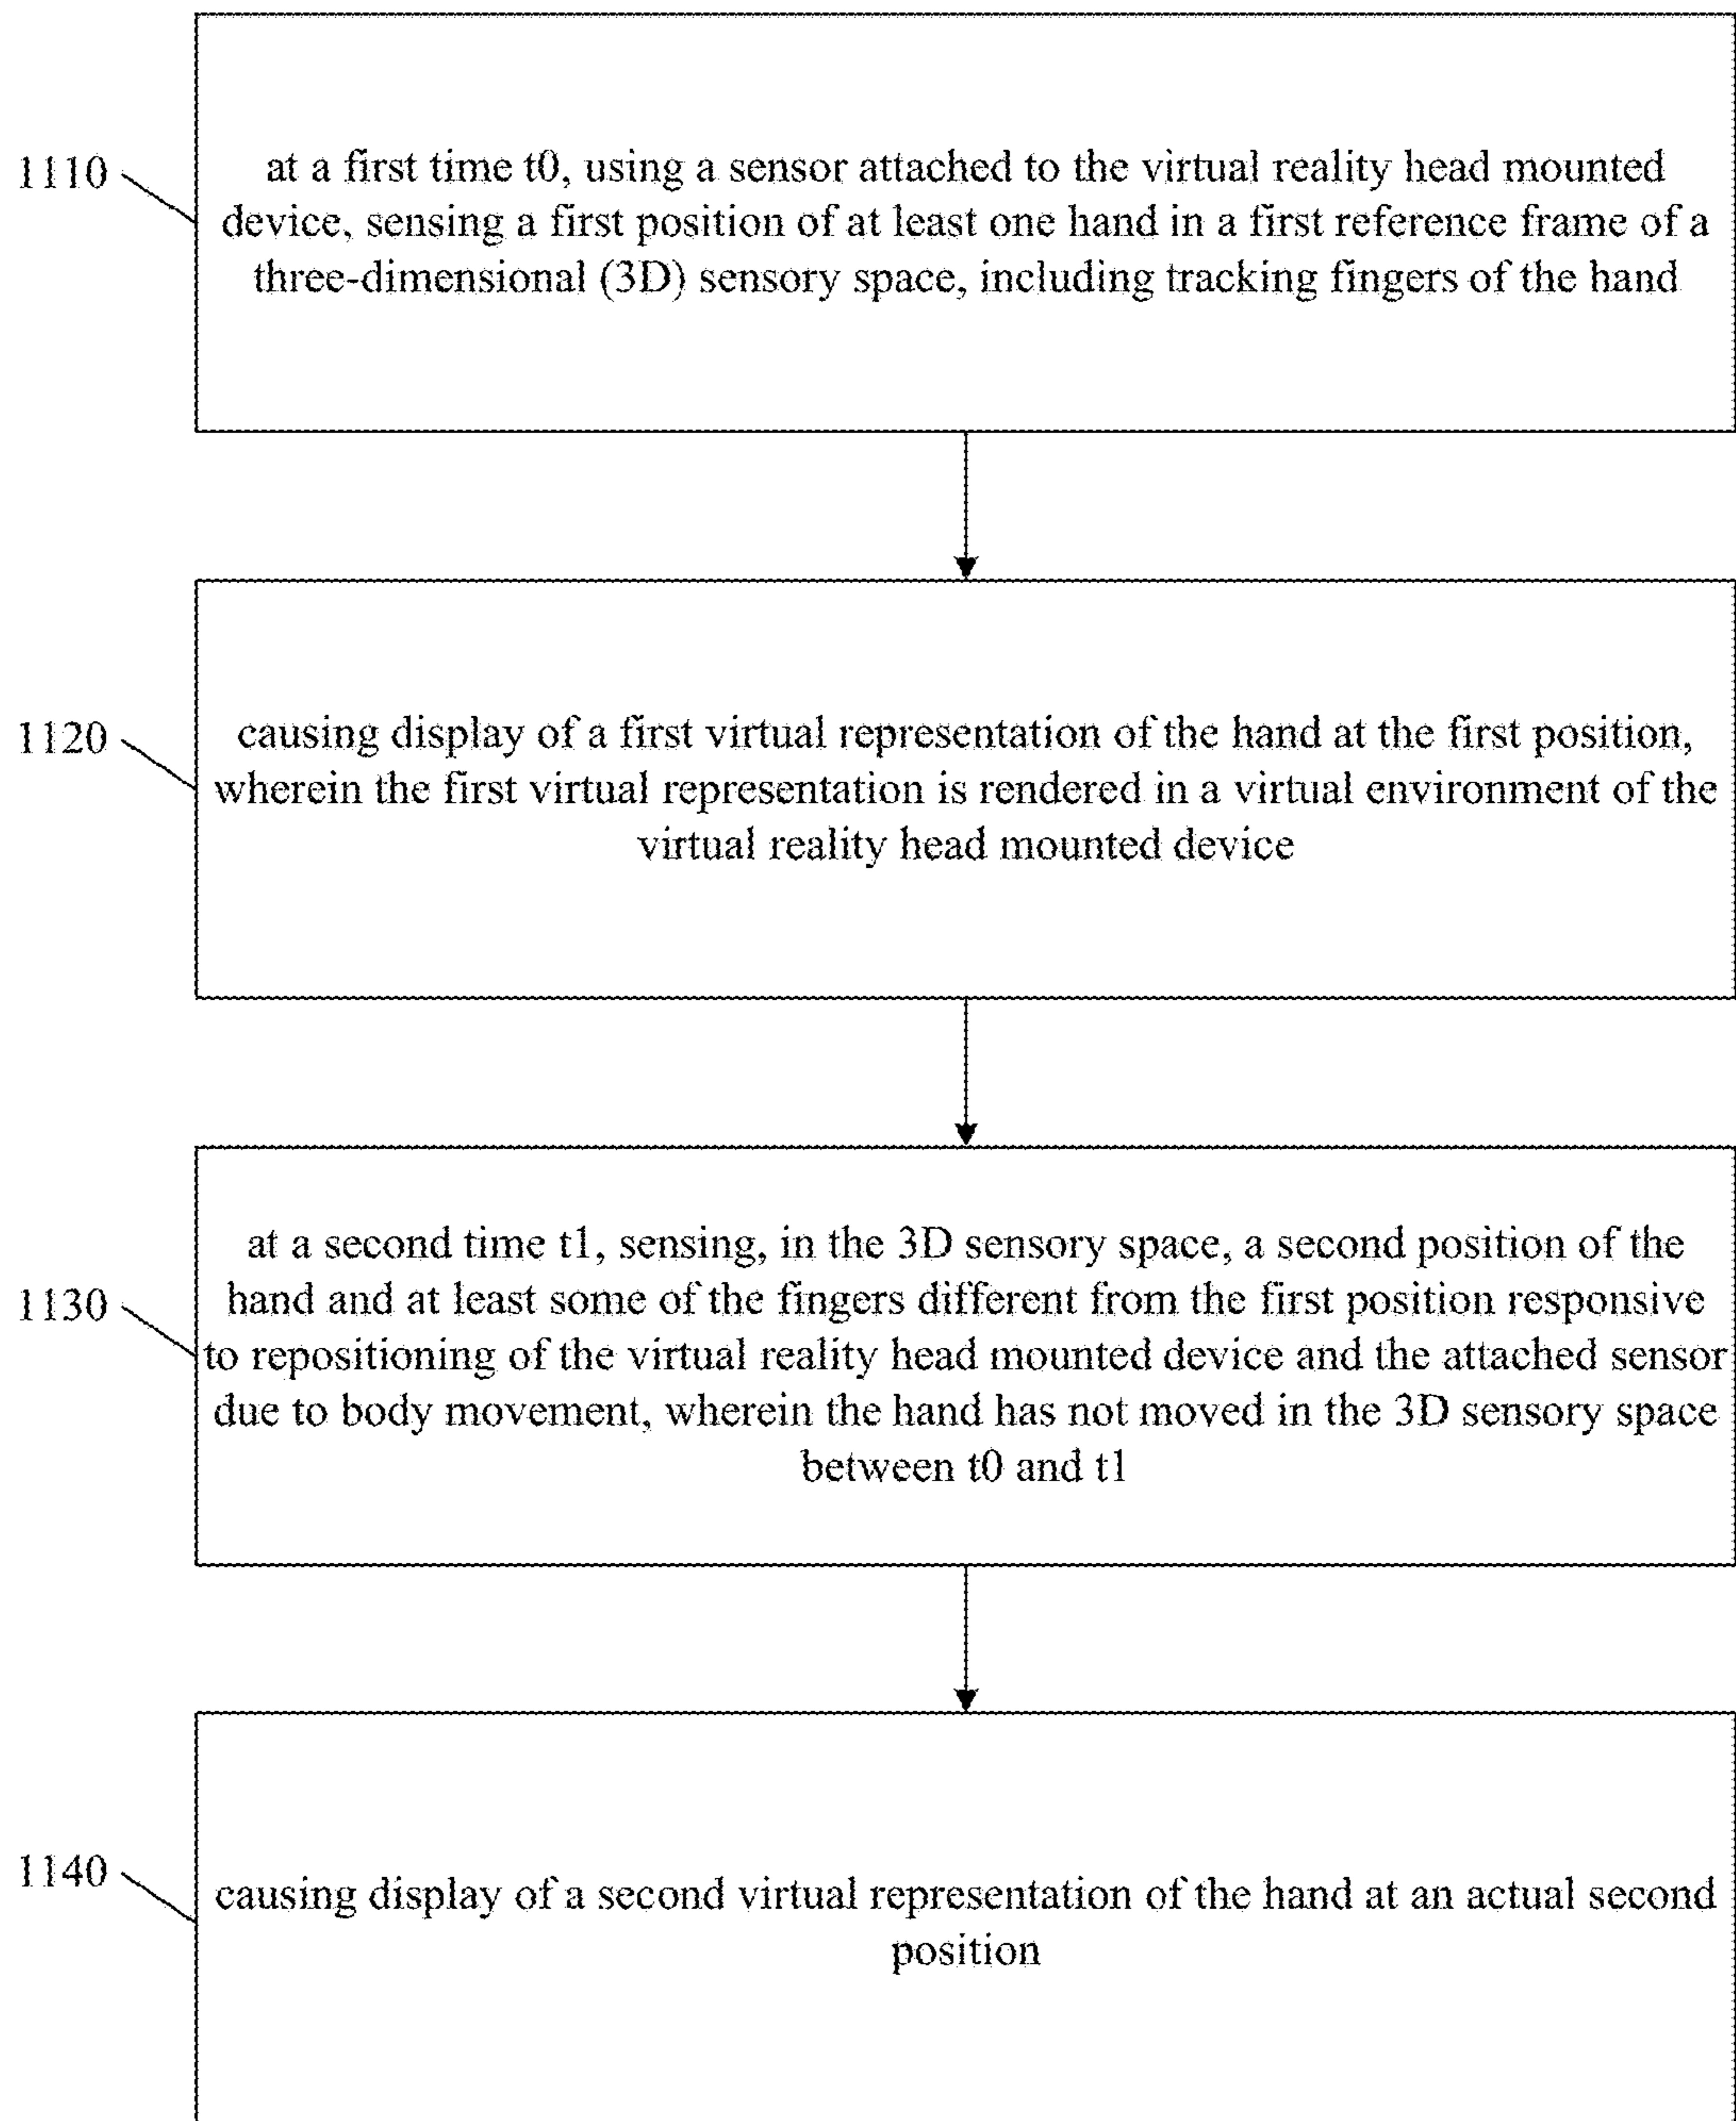 1110
at a first time t0, using a sensor attached to the virtual reality head mounted
device, sensing a first position of at least one hand in a first reference frame of a
three-dimensional (3D) sensory space, including tracking fingers of the hand
1120
causing display of a first virtual representation of the hand at the first position,
wherein the first virtual representation is rendered in a virtual environment of the
virtual reality head mounted device
1130
at a second time t1, sensing, in the 3D sensory space, a second position of the
hand and at least some of the fingers different from the first position responsive
to repositioning of the virtual reality head mounted device and the attached sensor
due to body movement, wherein the hand has not moved in the 3D sensory space
between t0 and t1
1140
causing display of a second virtual representation of the hand at an actual second
position